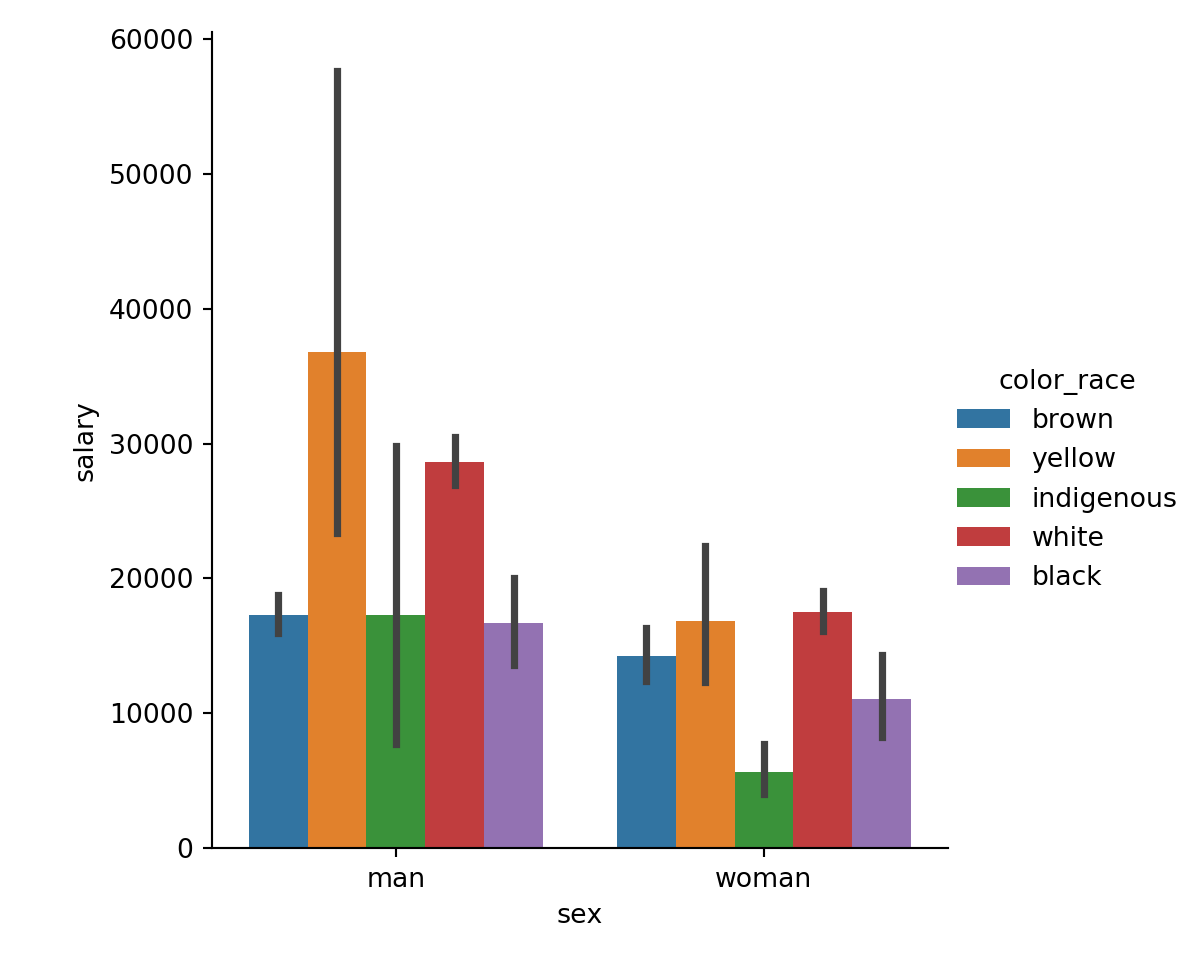 60000
50000
40000
30000
20000
10000
0
salary
man
woman
sex
color_race
brown
yellow
indigenous
white
black